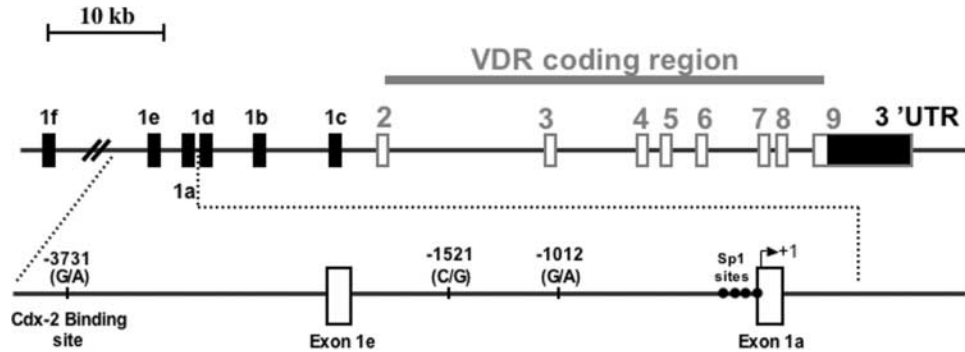 10 kb
VDR coding region
1f 1e 1d 1b 1c 2 3 4 5 6 7 8 9 3 'UTR
1a
-3731 -1521 -1012 Sp1 +1
(G/A) (C/G) (G/A) sites
Cdx-2 Binding Exon 1e Exon 1a
site